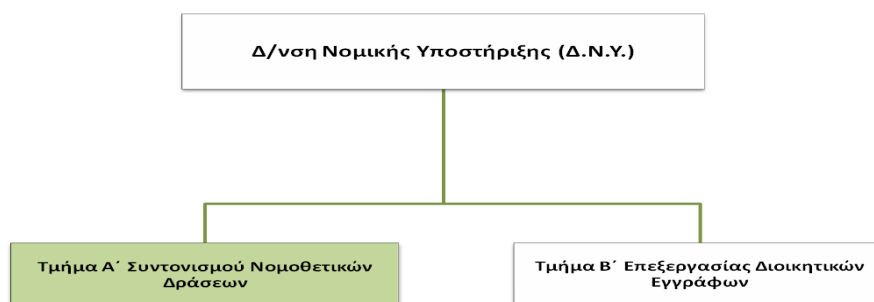 Δ/νση Νομικής Υποστήριξης (Δ.Ν.Υ.)
Τμήμα Α΄ Συντονισμού Νομοθετικών
Δράσεων
Τμήμα Β΄ Επεξεργασίας Διοικητικών
Εγγράφων